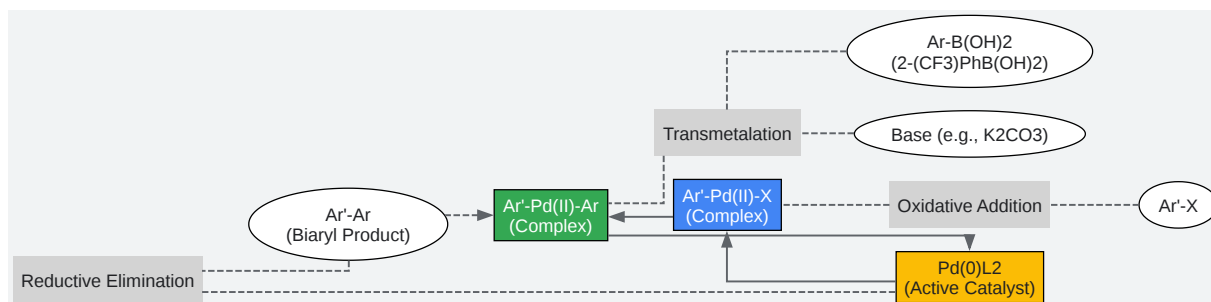 Ar-B(OH)2
(2-(CF3)PhB(OH)2)
Transmetalation
Base (e.g., K2CO3)
Ar'-Ar
(Biaryl Product)
Ar'-Pd(II)-Ar
(Complex)
Ar'-Pd(II)-X
(Complex)
Oxidative Addition
Ar'-X
Reductive Elimination
Pd(0)L2
(Active Catalyst)